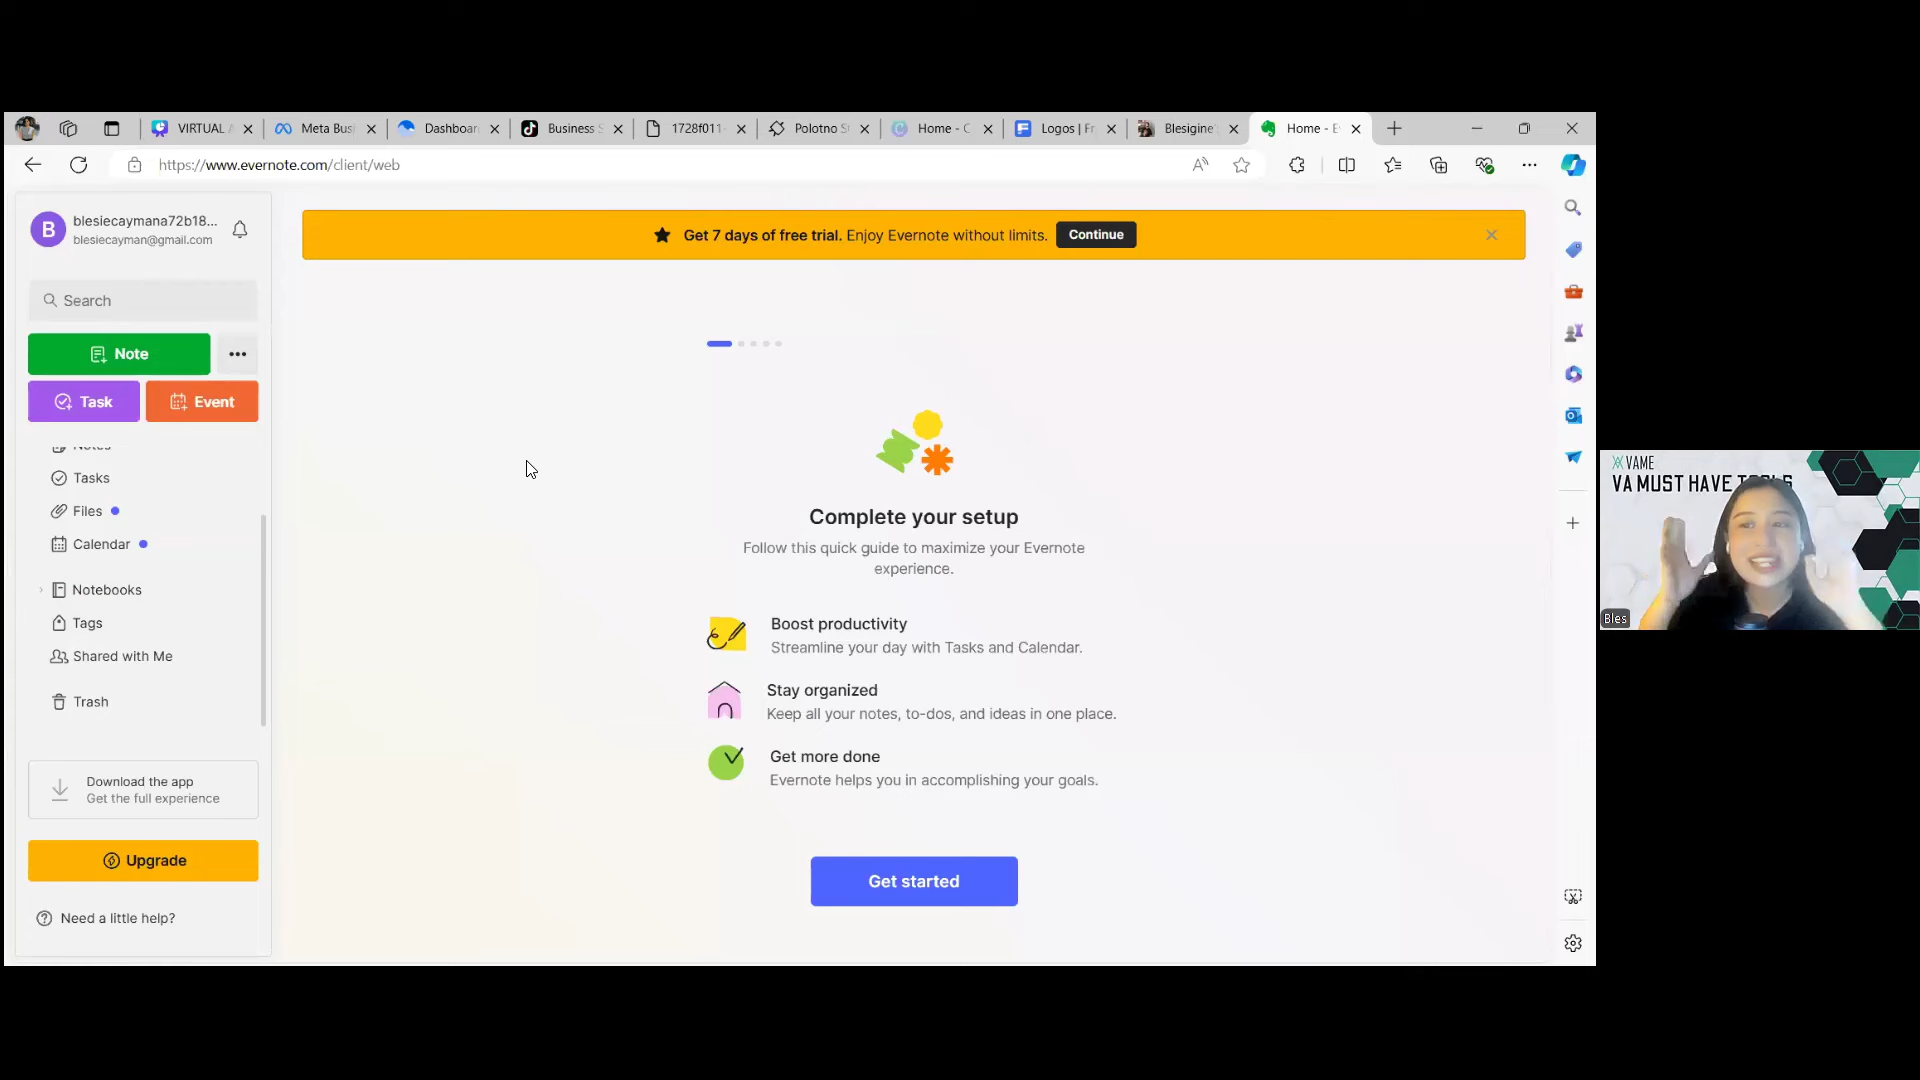 VIRTUAL A
Meta Bus
Dashboar
Business S
1728f011-
Polotno S
Home - C
Logos | Fr
Blesigine
Home - E
https://www.evernote.com/client/web
B
blesiecaymana72b18...
blesiecayman@gmail.com
Get 7 days of free trial. Enjoy Evernote without limits.
Continue
Search
Note
Task
Event
Notes
Tasks
Files
Calendar
Notebooks
Tags
Shared with Me
Trash
Download the app
Get the full experience
Upgrade
Need a little help?
Complete your setup
Follow this quick guide to maximize your Evernote
experience.
Boost productivity
Streamline your day with Tasks and Calendar.
Stay organized
Keep all your notes, to-dos, and ideas in one place.
Get more done
Evernote helps you in accomplishing your goals.
Get started
VAME
VA MUST HAVE TOOLS
Bles